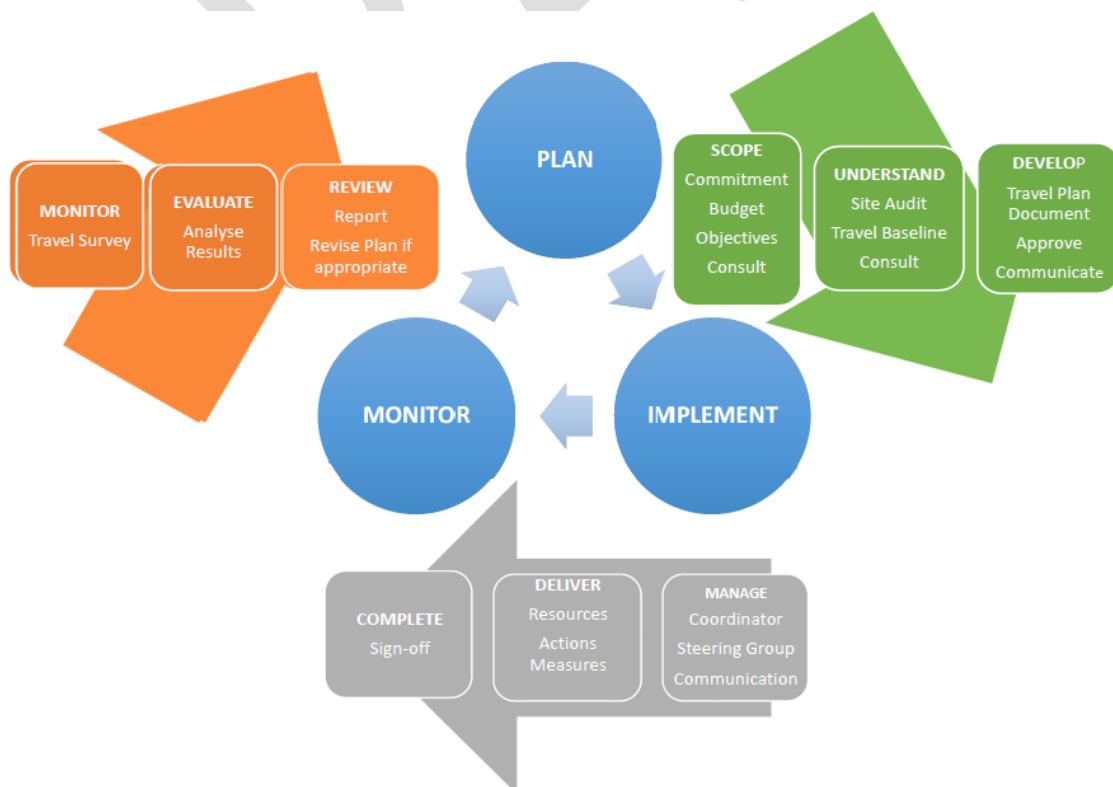 PLAN
SCOPE
Commitment
Budget
Objectives
Consult
UNDERSTAND
Site Audit
Travel Baseline
Consult
DEVELOP
Travel Plan
Document
Approve
Communicate
MONITOR
Travel Survey
EVALUATE
Analyse
Results
REVIEW
Report
Revise Plan if
appropriate
MONITOR
IMPLEMENT
COMPLETE
Sign-off
DELIVER
Resources
Actions
Measures
MANAGE
Coordinator
Steering Group
Communication